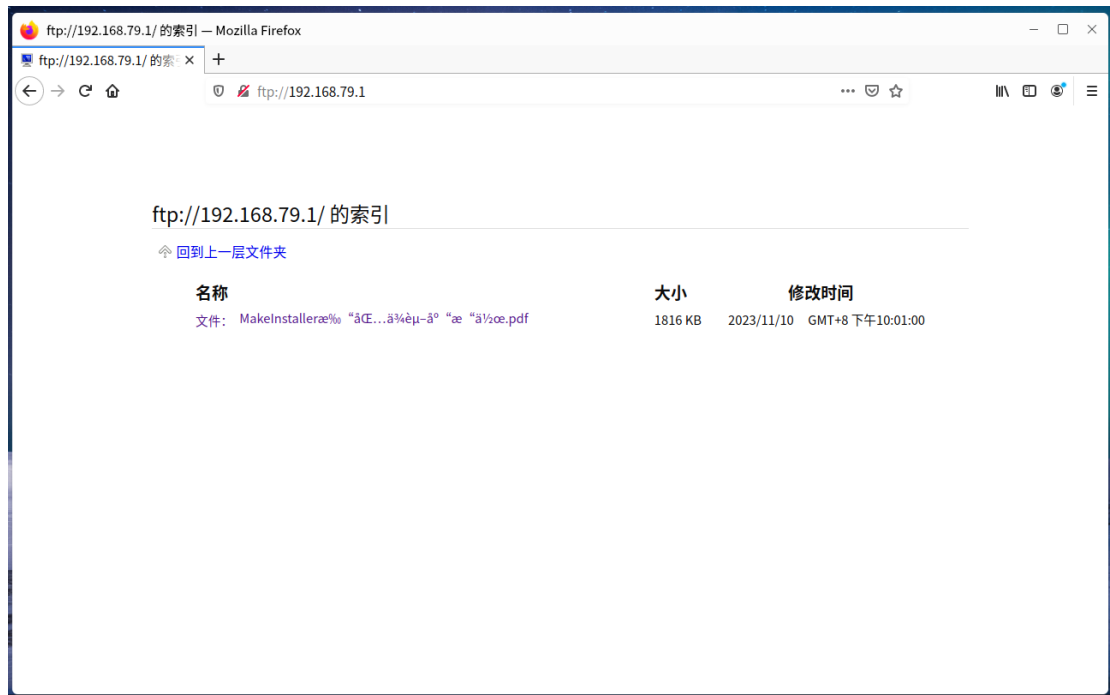 ftp://192.168.79.1/ 的索引 — Mozilla Firefox
ftp://192.168.79.1/ 的索
ftp://192.168.79.1
ftp://192.168.79.1/ 的索引
回到上一层文件夹
名称 大小 修改时间
文件： MakeInstalleræ‰“åŒ…ä¾èµ–åº“æ“ä½œ.pdf 1816 KB 2023/11/10 GMT+8 下午10:01:00